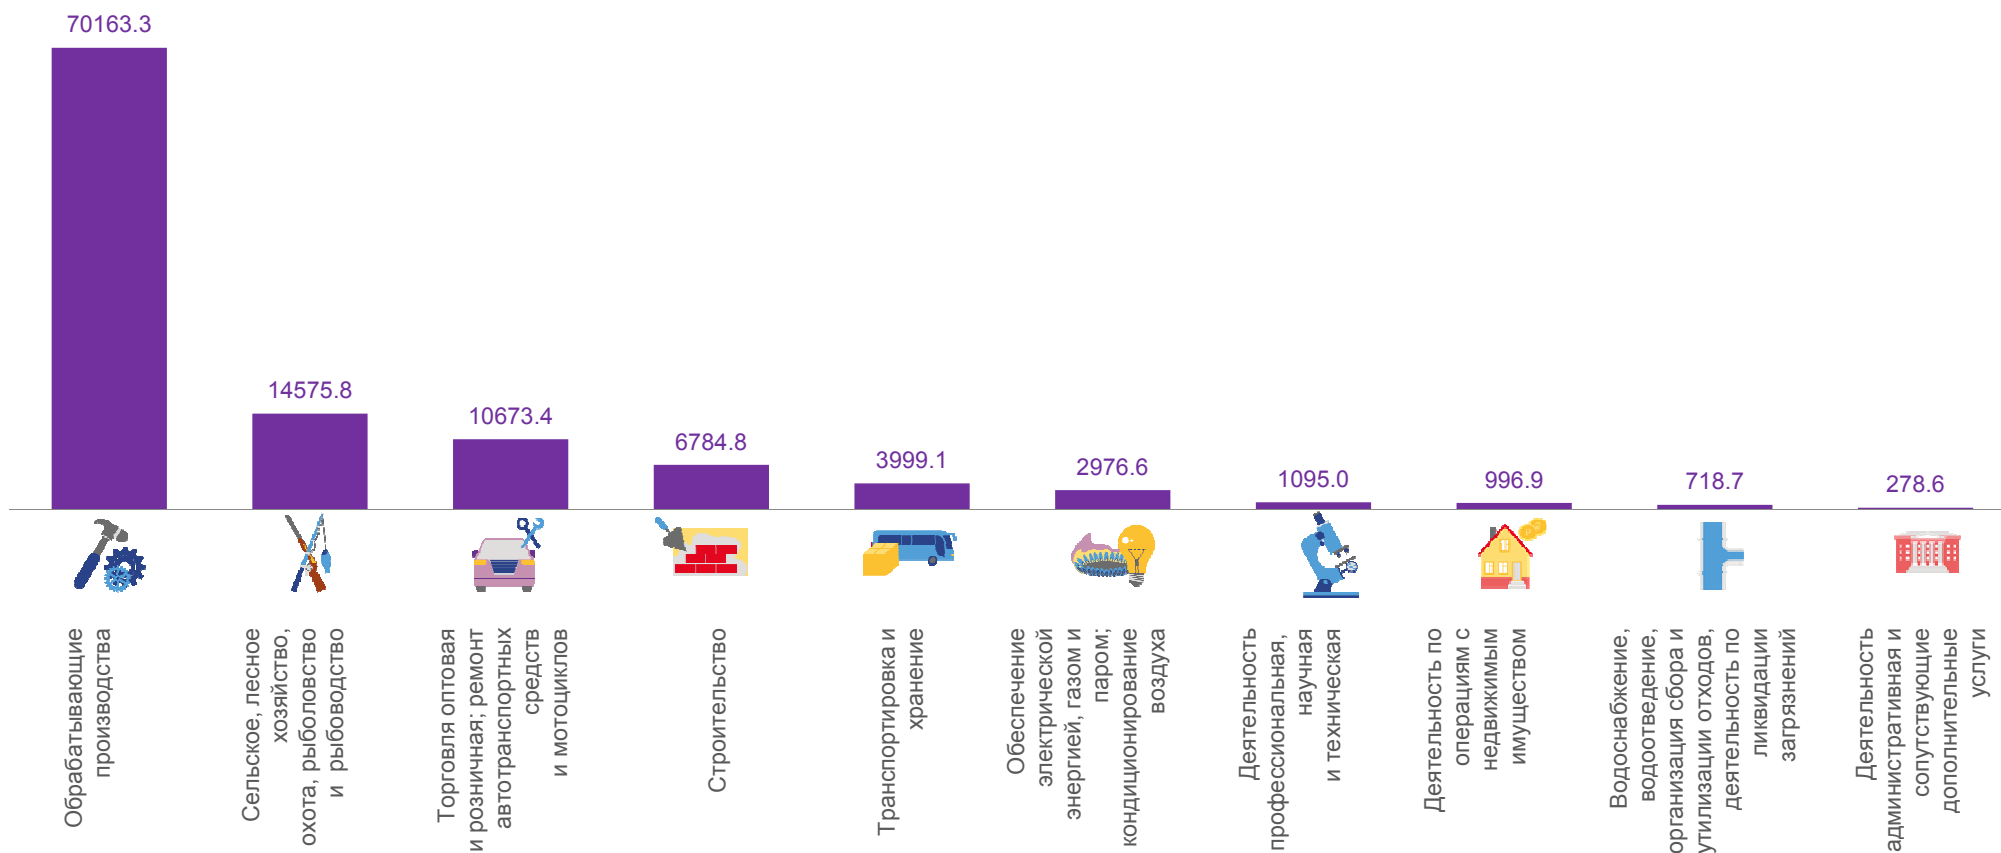 70163.3
14575.8
10673.4
6784.8
3999.1
2976.6
1095.0
996.9
718.7
278.6
Обрабатывающие
производства
Сельское, лесное
хозяйство,
охота, рыболовство
и рыбоводство
Торговля оптовая
и розничная; ремонт
автотранспортных
средств
и мотоциклов
Строительство
Транспортировка и
хранение
Обеспечение
электрической
энергией, газом и
паром;
кондиционирование
воздуха
Деятельность
профессиональная,
научная
и техническая
Деятельность по
операциям с
недвижимым
имуществом
Водоснабжение,
водоотведение,
организация сбора и
утилизации отходов,
деятельность по
ликвидации
загрязнений
Деятельность
административная и
сопутствующие
дополнительные
услуги